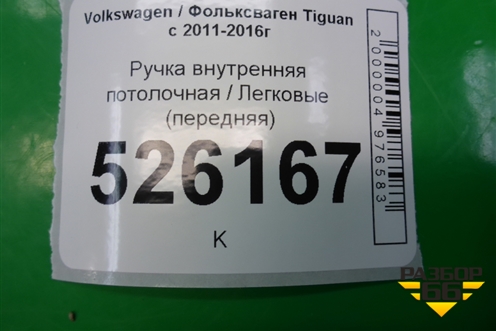 Volkswagen / Фольксваген Tiguan
с 2011-2016г
Ручка внутренняя
потолочная / Легковые
(передняя)
526167
К
2000004976583
РАЗБОР
66